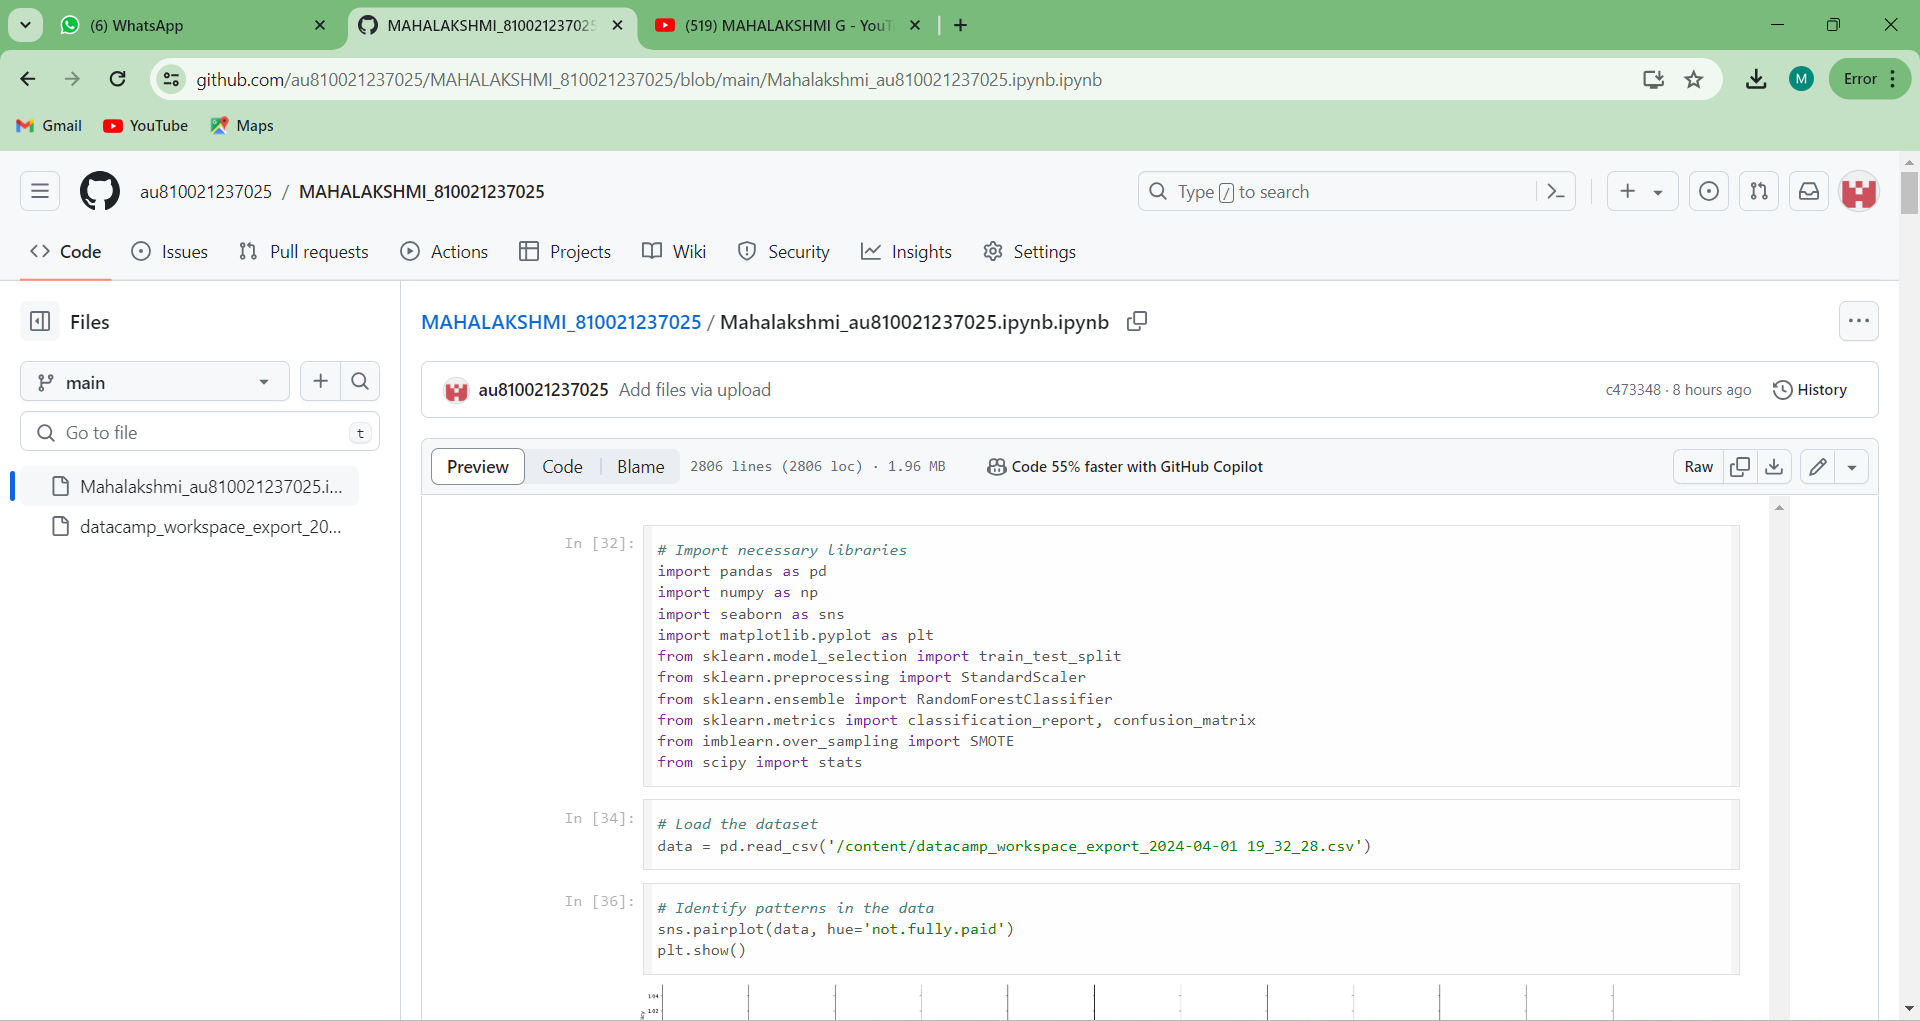 (6) WhatsApp
MAHALAKSHMI_810021237025
(519) MAHALAKSHMI G - YouT
github.com/au810021237025/MAHALAKSHMI_810021237025/blob/main/Mahalakshmi_au810021237025.ipynb.ipynb
M
Error
Gmail
YouTube
Maps
au810021237025 / MAHALAKSHMI_810021237025
Type / to search
Code
Issues
Pull requests
Actions
Projects
Wiki
Security
Insights
Settings
Files
MAHALAKSHMI_810021237025 / Mahalakshmi_au810021237025.ipynb.ipynb
main
au810021237025 Add files via upload
c473348 · 8 hours ago
History
Go to file
t
Preview
Code
Blame
2806 lines (2806 loc) · 1.96 MB
Code 55% faster with GitHub Copilot
Raw
Mahalakshmi_au810021237025.i...
datacamp_workspace_export_20...
In [32]:
# Import necessary libraries
import pandas as pd
import numpy as np
import seaborn as sns
import matplotlib.pyplot as plt
from sklearn.model_selection import train_test_split
from sklearn.preprocessing import StandardScaler
from sklearn.ensemble import RandomForestClassifier
from sklearn.metrics import classification_report, confusion_matrix
from imblearn.over_sampling import SMOTE
from scipy import stats
In [34]:
# Load the dataset
data = pd.read_csv('/content/datacamp_workspace_export_2024-04-01 19_32_28.csv')
In [36]:
# Identify patterns in the data
sns.pairplot(data, hue='not.fully.paid')
plt.show()
1.04
1.02